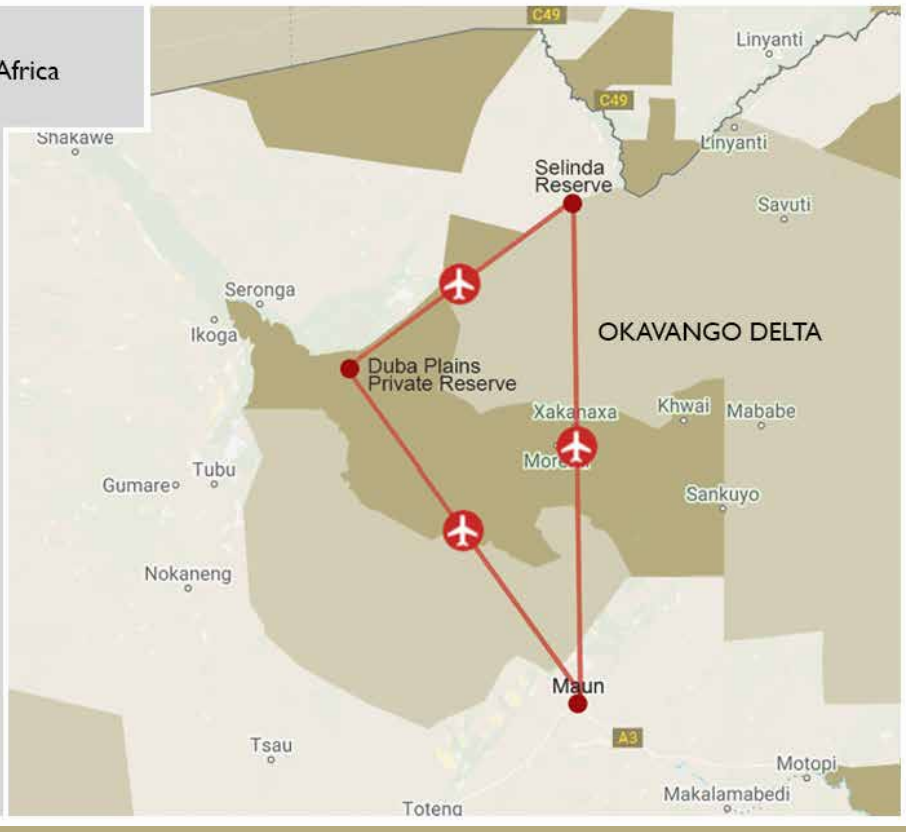 Africa
C49
Linyanti
C49
Shakawe
Linyanti
Selinda
Reserve
Savuti
Seronga
Ikoga
OKAVANGO DELTA
Duba Plains
Private Reserve
Xakanaxa
Khwai
Mababe
Tubu
Gumare
Sankuyo
Nokaneng
Maun
A3
Tsau
Motopi
Makalamabedi
Toteng